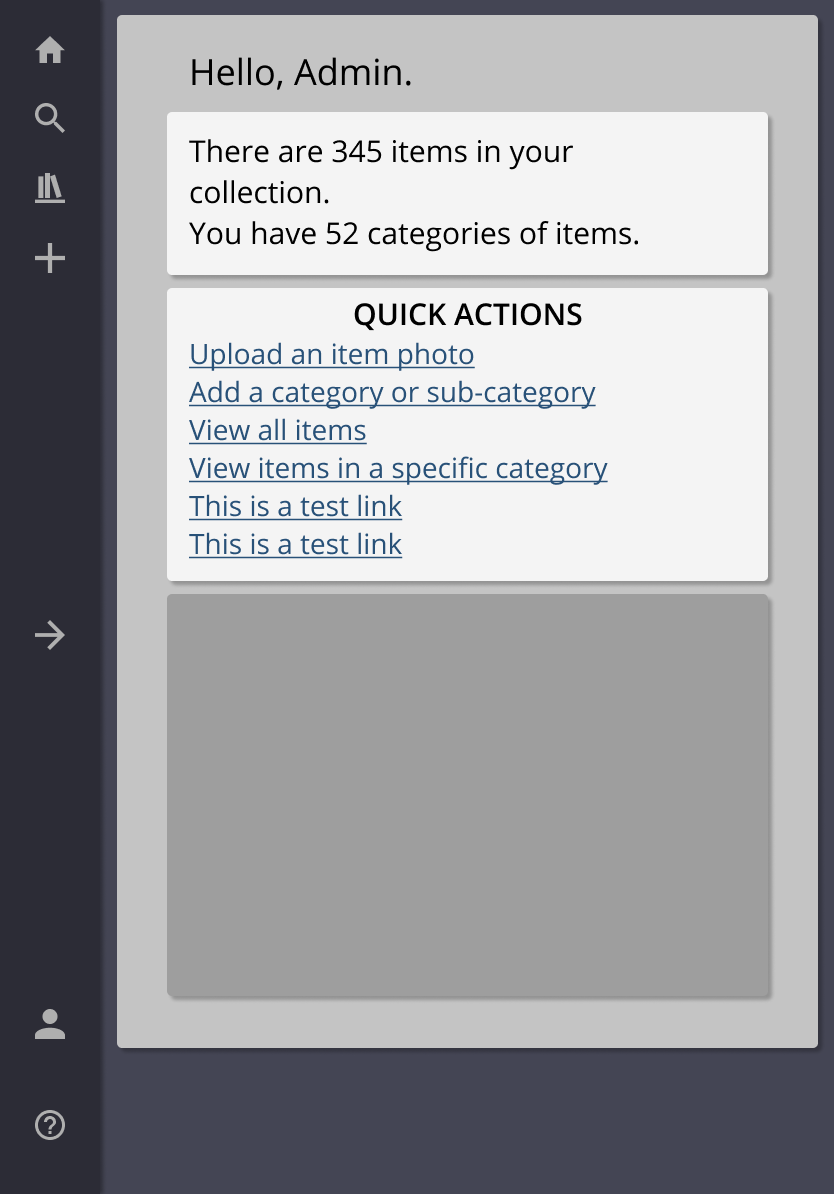 Hello, Admin.
There are 345 items in your
collection.
You have 52 categories of items.
QUICK ACTIONS
Upload an item photo
Add a category or sub-category
View all items
View items in a specific category
This is a test link
This is a test link